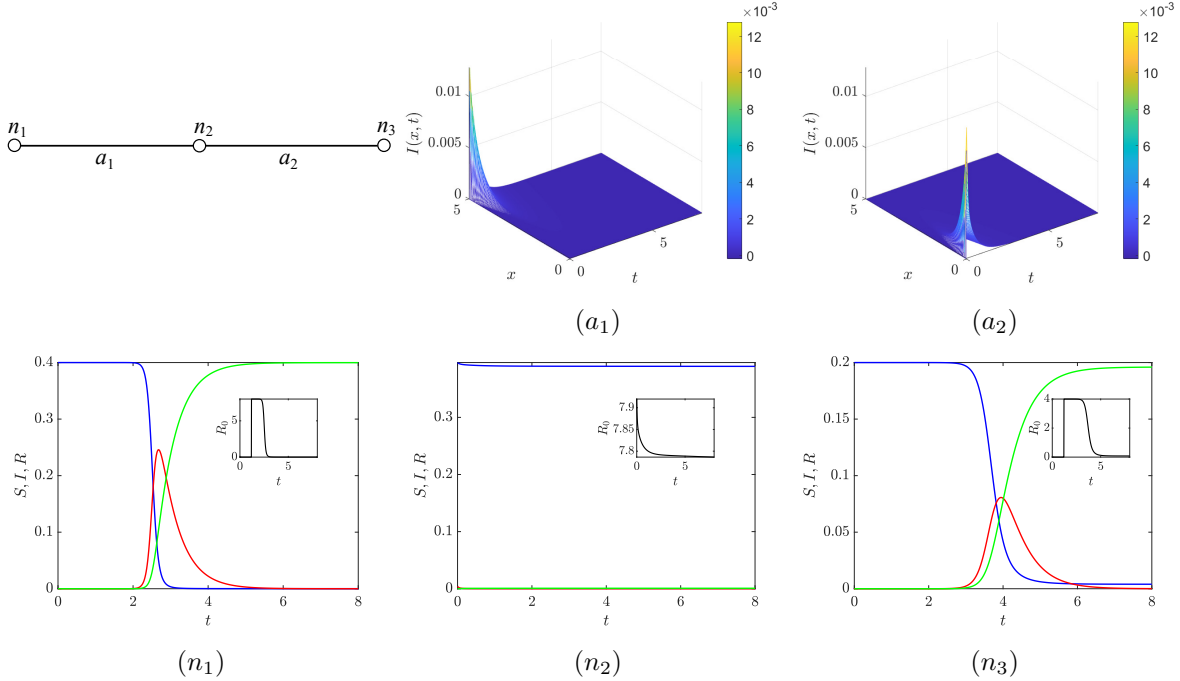 n₁ n₂ n₃
a₁ a₂
×10⁻³
12
10
8
6
4
2
0
0.01
0.005
0
I(x, t)
5
x
0
0
t
5
(a₁)
×10⁻³
12
10
8
6
4
2
0
0.01
0.005
0
I(x, t)
5
x
0
0
t
5
(a₂)
0.4
0.3
0.2
0.1
0
S, I, R
0 2 4 6 8
t
5
0
R₀
0 5
t
(n₁)
0.3
0.2
0.1
0
S, I, R
0 2 4 6 8
t
7.9
7.85
7.8
R₀
0 5
t
(n₂)
0.2
0.15
0.1
0.05
0
S, I, R
0 2 4 6 8
t
4
2
0
R₀
0 5
t
(n₃)